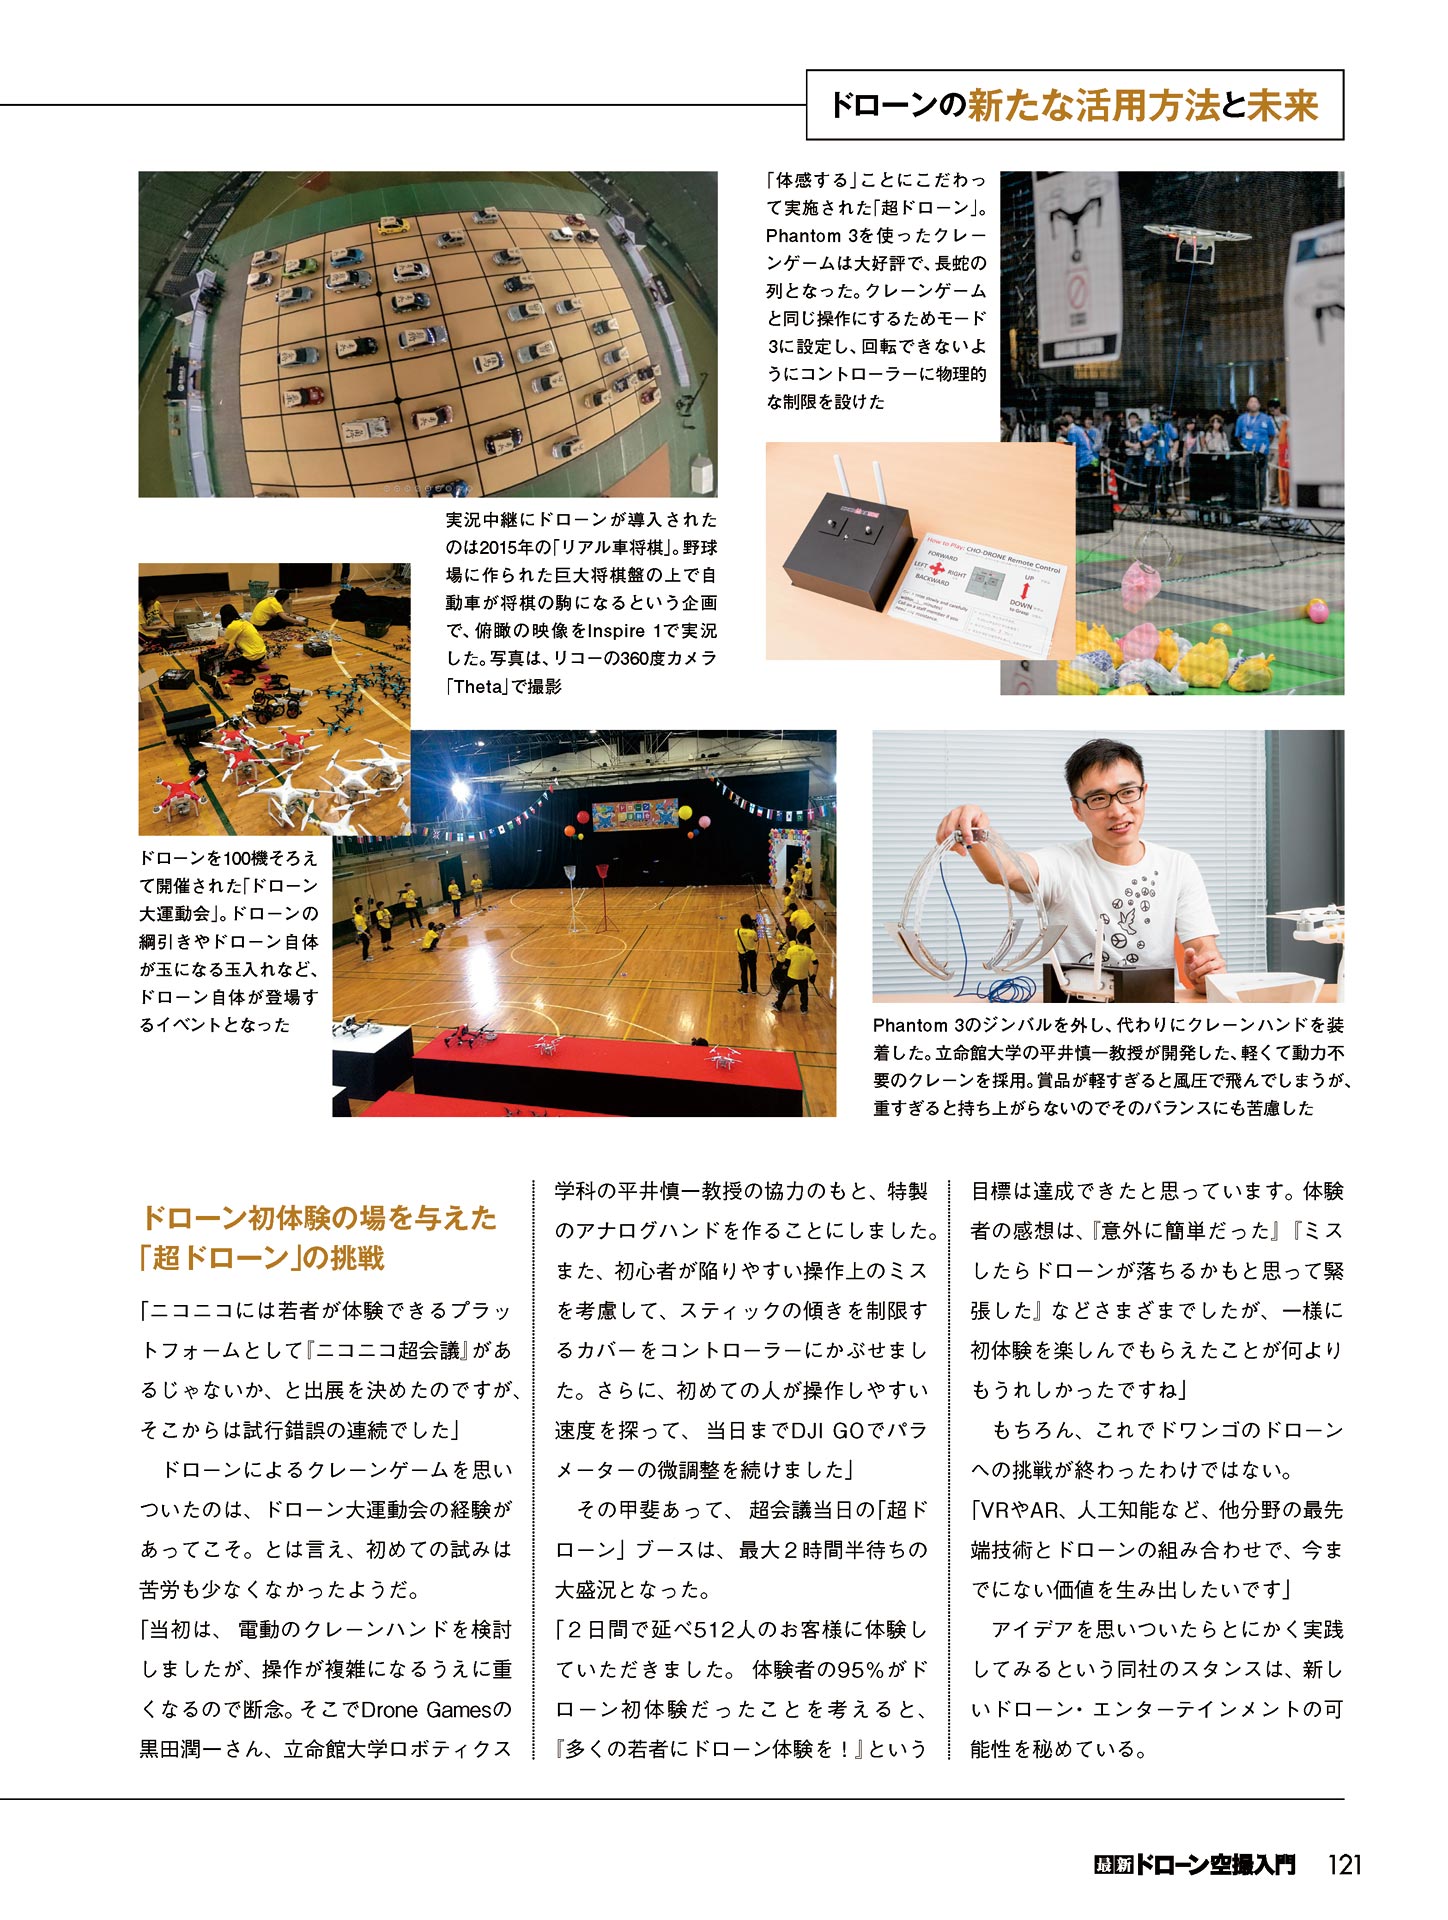 ドローンの新たな活用方法と未来
「体感する」ことにこだわっ
て実施された「超ドローン」。
Phantom 3を使ったクレー
ンゲームは大好評で、長蛇の
列となった。クレーンゲーム
と同じ操作にするためモード
3に設定し、回転できないよ
うにコントローラーに物理的
な制限を設けた
How to Play: CHO-DRONE Remote Control
FORWARD
LEFT
RIGHT
BACKWARD
UP
DOWN
to Grasp
実況中継にドローンが導入された
のは2015年の「リアル車将棋」。野球
場に作られた巨大将棋盤の上で自
動車が将棋の駒になるという企画
で、俯瞰の映像をInspire 1で実況
した。写真は、リコーの360度カメラ
「Theta」で撮影
ドローンを100機そろえ
て開催された「ドローン
大運動会」。ドローンの
綱引きやドローン自体
が玉になる玉入れなど、
ドローン自体が登場す
るイベントとなった
Phantom 3のジンバルを外し、代わりにクレーンハンドを装
着した。立命館大学の平井慎一教授が開発した、軽くて動力不
要のクレーンを採用。賞品が軽すぎると風圧で飛んでしまうが、
重すぎると持ち上がらないのでそのバランスにも苦慮した
ドローン初体験の場を与えた
「超ドローン」の挑戦
「ニコニコには若者が体験できるプラッ
トフォームとして『ニコニコ超会議』があ
るじゃないか、と出展を決めたのですが、
そこからは試行錯誤の連続でした」
ドローンによるクレーンゲームを思い
ついたのは、ドローン大運動会の経験が
あってこそ。とは言え、初めての試みは
苦労も少なくなかったようだ。
「当初は、電動のクレーンハンドを検討
しましたが、操作が複雑になるうえに重
くなるので断念。そこでDrone Gamesの
黒田潤一さん、立命館大学ロボティクス
学科の平井慎一教授の協力のもと、特製
のアナログハンドを作ることにしました。
また、初心者が陥りやすい操作上のミス
を考慮して、スティックの傾きを制限す
るカバーをコントローラーにかぶせまし
た。さらに、初めての人が操作しやすい
速度を探って、当日までDJI GOでパラ
メーターの微調整を続けました」
その甲斐あって、超会議当日の「超ド
ローン」ブースは、最大２時間半待ちの
大盛況となった。
「２日間で延べ512人のお客様に体験し
ていただきました。体験者の95%がド
ローン初体験だったことを考えると、
『多くの若者にドローン体験を！』という
目標は達成できたと思っています。体験
者の感想は、『意外に簡単だった』『ミス
したらドローンが落ちるかもと思って緊
張した』などさまざまでしたが、一様に
初体験を楽しんでもらえたことが何より
もうれしかったですね」
もちろん、これでドワンゴのドローン
への挑戦が終わったわけではない。
「VRやAR、人工知能など、他分野の最先
端技術とドローンの組み合わせで、今ま
でにない価値を生み出したいです」
アイデアを思いついたらとにかく実践
してみるという同社のスタンスは、新し
いドローン・エンターテインメントの可
能性を秘めている。
最新ドローン空撮入門 121